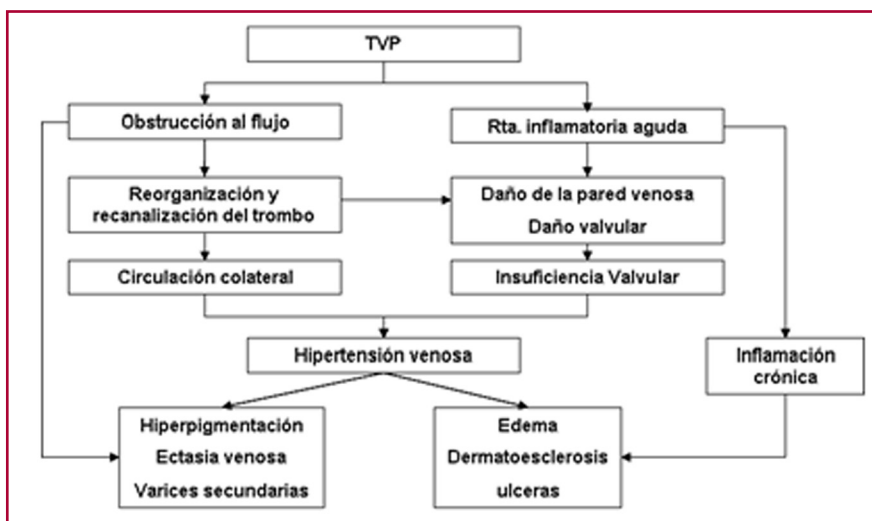 TVP
Obstrucción al flujo
Rta. inflamatoria aguda
Reorganización y
recanalización del trombo
Daño de la pared venosa
Daño valvular
Circulación colateral
Insuficiencia Valvular
Hipertensión venosa
Inflamación
crónica
Hiperpigmentación
Ectasia venosa
Varices secundarias
Edema
Dermatoesclerosis
ulceras